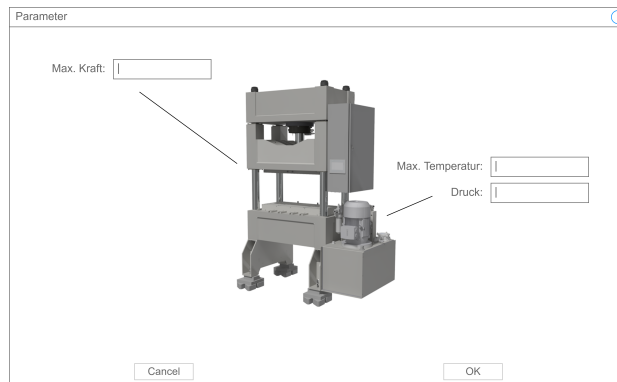 Parameter
Max. Kraft:
Max. Temperatur:
Druck:
Cancel
OK